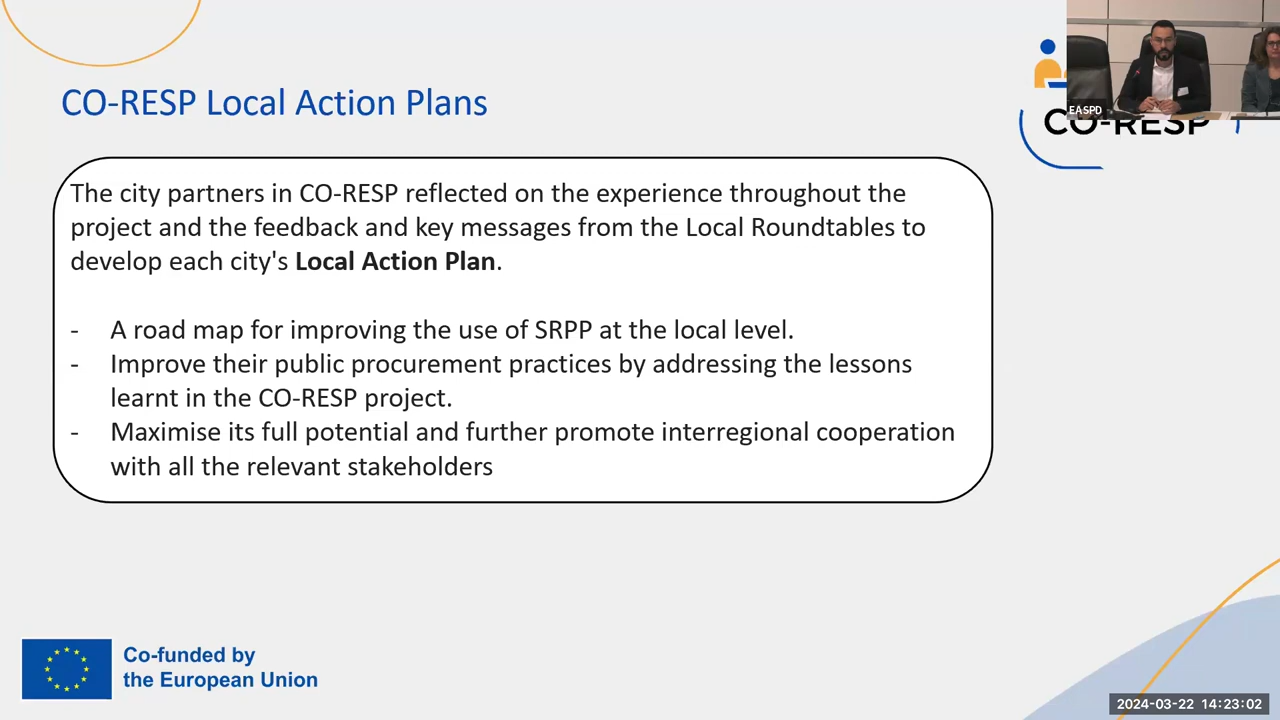 EASPD
CO-RESP
CO-RESP Local Action Plans
The city partners in CO-RESP reflected on the experience throughout the
project and the feedback and key messages from the Local Roundtables to
develop each city's Local Action Plan.
- A road map for improving the use of SRPP at the local level.
- Improve their public procurement practices by addressing the lessons
learnt in the CO-RESP project.
- Maximise its full potential and further promote interregional cooperation
with all the relevant stakeholders
Co-funded by
the European Union
2024-03-22 14:23:02